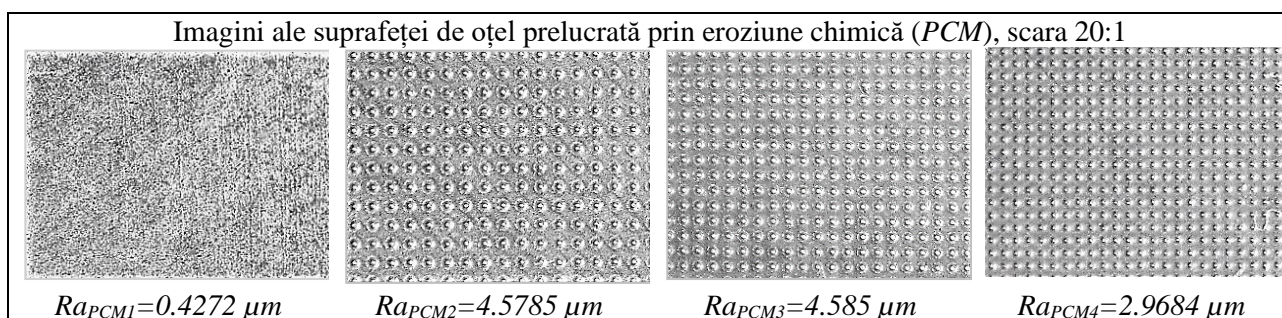 Imagini ale suprafeței de oțel prelucrată prin eroziune chimică (PCM), scara 20:1
RaPCM1=0.4272 µm RaPCM2=4.5785 µm RaPCM3=4.585 µm RaPCM4=2.9684 µm